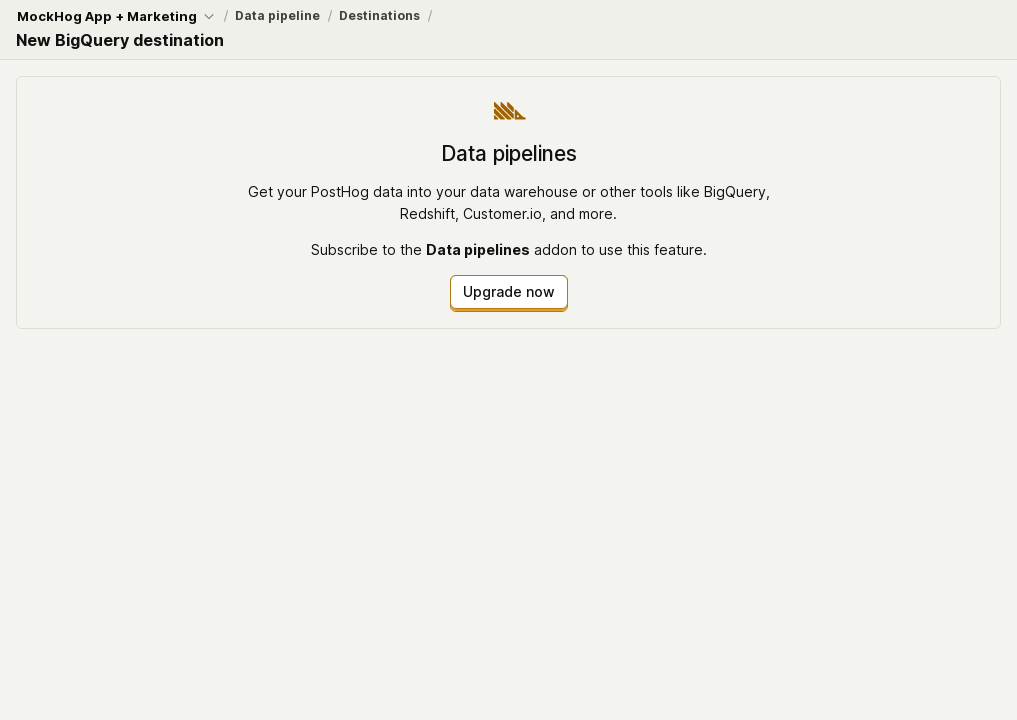 MockHog App + Marketing / Data pipeline / Destinations /
New BigQuery destination
Data pipelines
Get your PostHog data into your data warehouse or other tools like BigQuery,
Redshift, Customer.io, and more.
Subscribe to the Data pipelines addon to use this feature.
Upgrade now